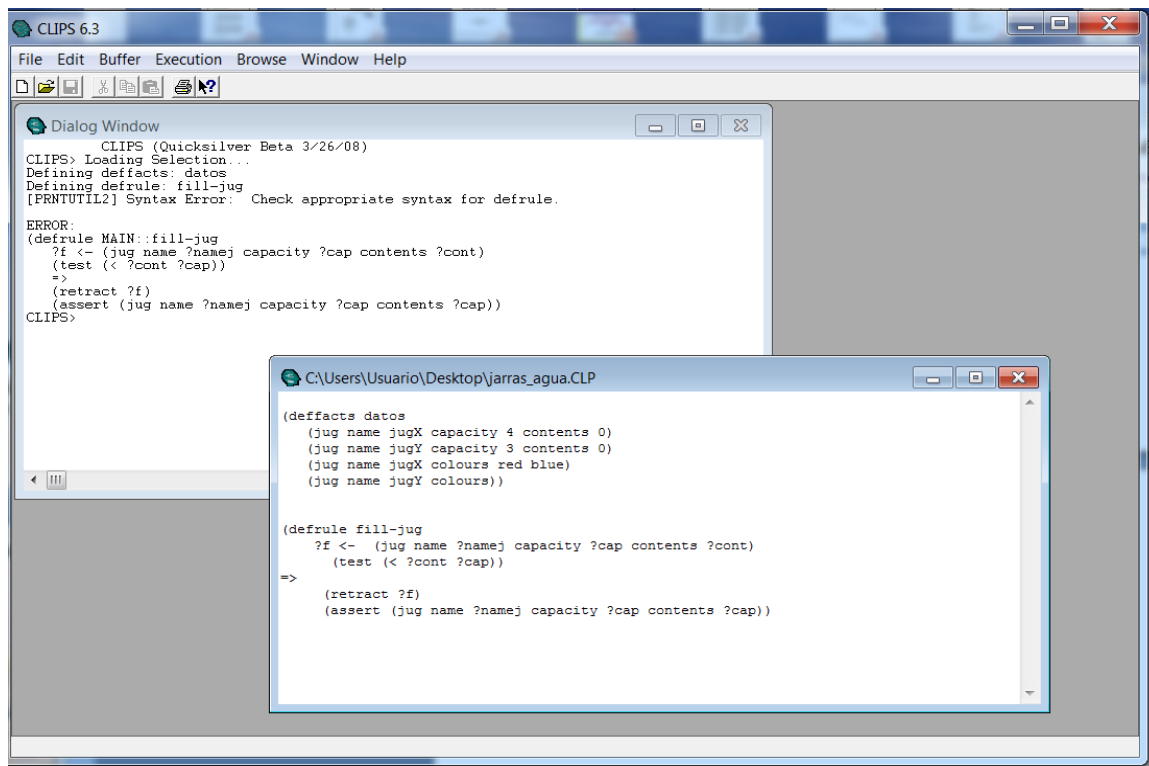 CLIPS 6.3
File Edit Buffer Execution Browse Window Help
Dialog Window
CLIPS (Quicksilver Beta 3/26/08)
CLIPS> Loading Selection...
Defining deffacts: datos
Defining defrule: fill-jug
[PRNTUTIL2] Syntax Error: Check appropriate syntax for defrule.
ERROR:
(defrule MAIN::fill-jug
?f <- (jug name ?namej capacity ?cap contents ?cont)
(test (< ?cont ?cap))
=>
(retract ?f)
(assert (jug name ?namej capacity ?cap contents ?cap))
CLIPS>
C:\Users\Usuario\Desktop\jarras_agua.CLP
(deffacts datos
(jug name jugX capacity 4 contents 0)
(jug name jugY capacity 3 contents 0)
(jug name jugX colours red blue)
(jug name jugY colours))
(defrule fill-jug
?f <- (jug name ?namej capacity ?cap contents ?cont)
(test (< ?cont ?cap))
=>
(retract ?f)
(assert (jug name ?namej capacity ?cap contents ?cap))